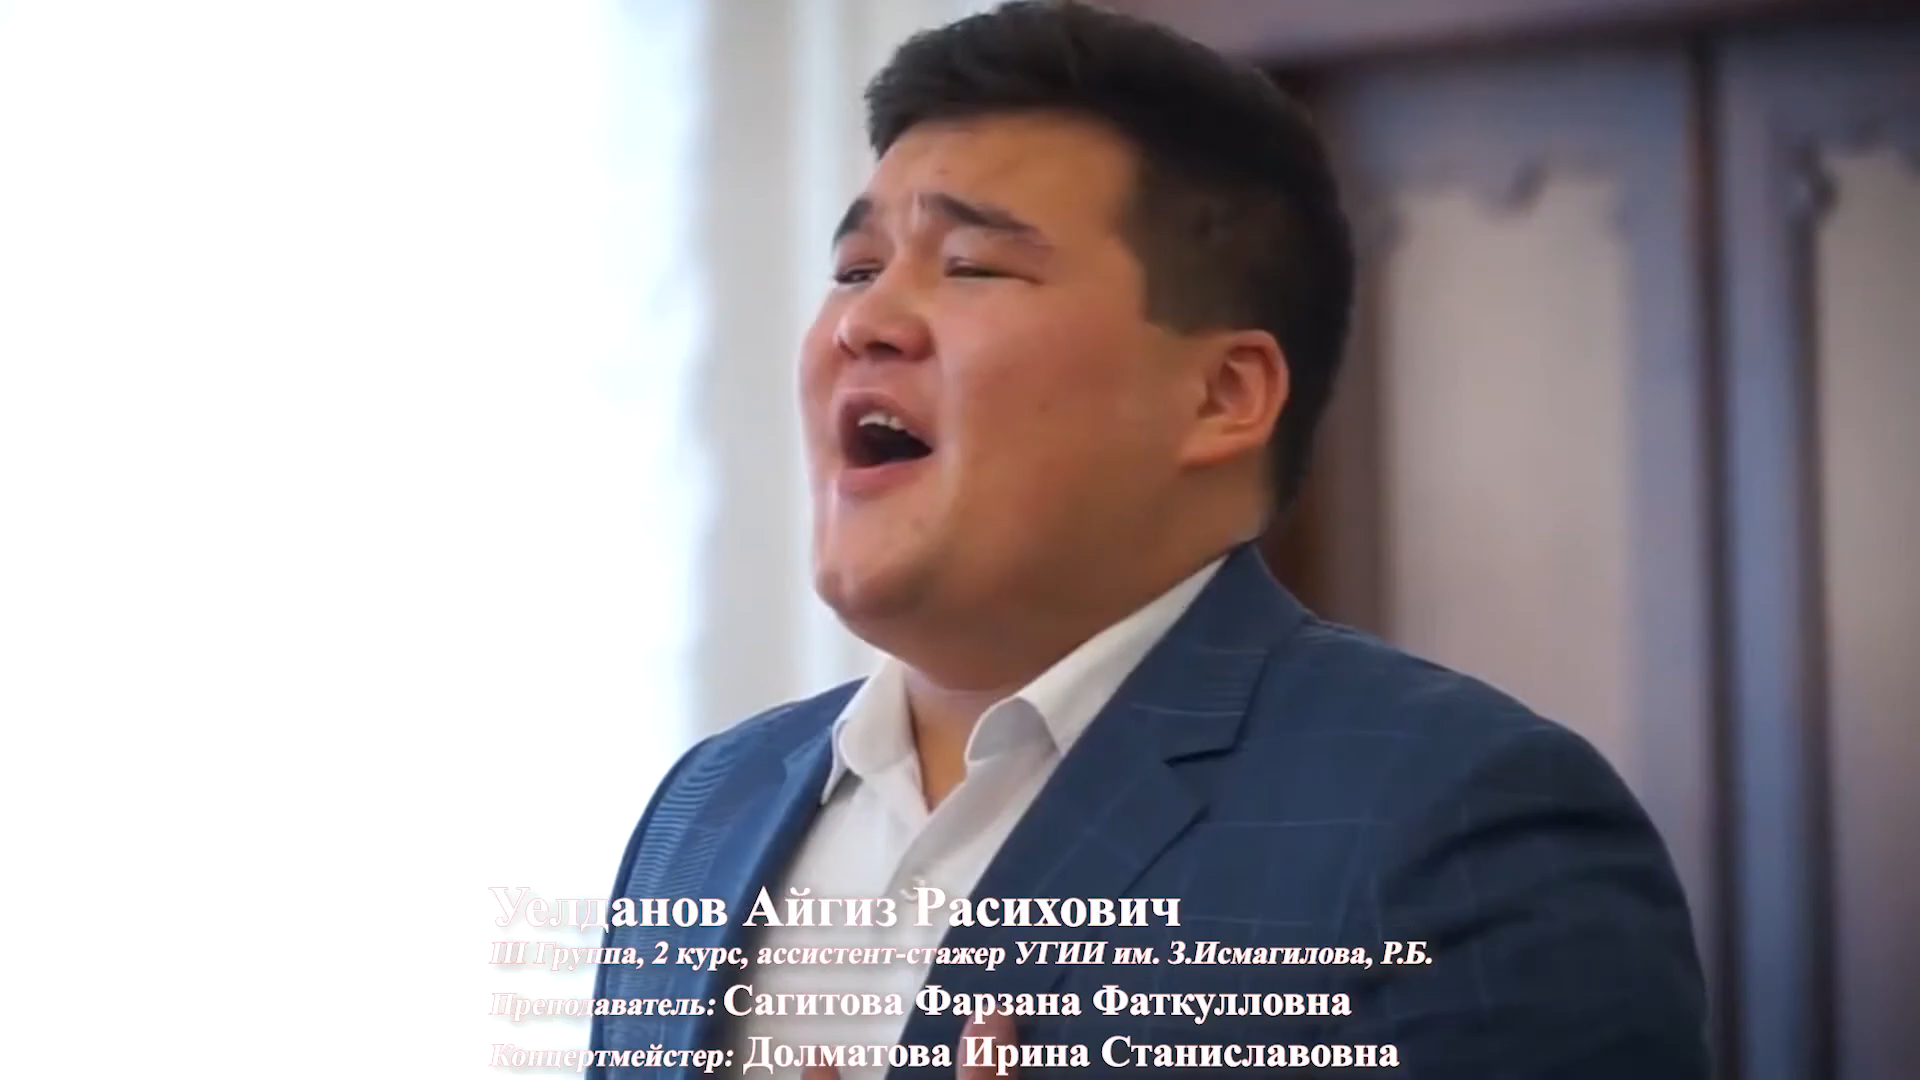 Уелданов Айгиз Расихович
III Группа, 2 курс, ассистент-стажер УГИИ им. З.Исмагилова, Р.Б.
Преподаватель: Сагитова Фарзана Фаткулловна
Концертмейстер: Долматова Ирина Станиславовна